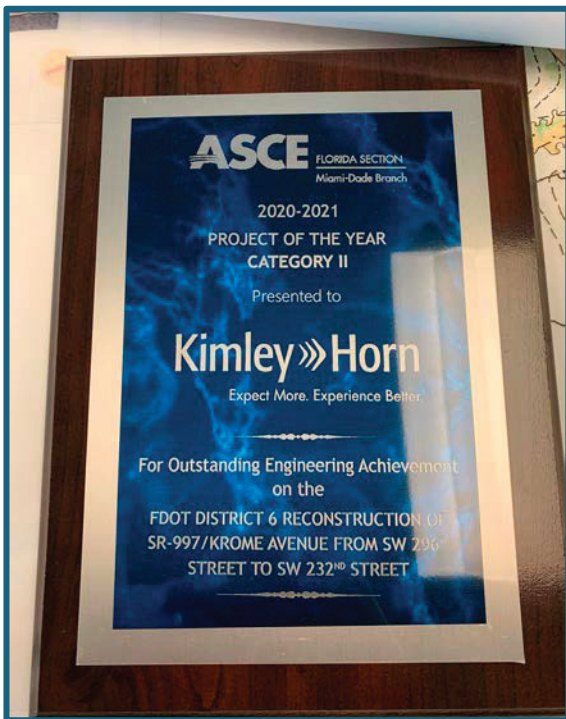 ASCE FLORIDA SECTION
Miami-Dade Branch
2020-2021
PROJECT OF THE YEAR
CATEGORY II
Presented to
Kimley»Horn
Expect More. Experience Better.
For Outstanding Engineering Achievement
on the
FDOT DISTRICT 6 RECONSTRUCTION OF
SR-997/KROME AVENUE FROM SW 296TH
STREET TO SW 232ND STREET